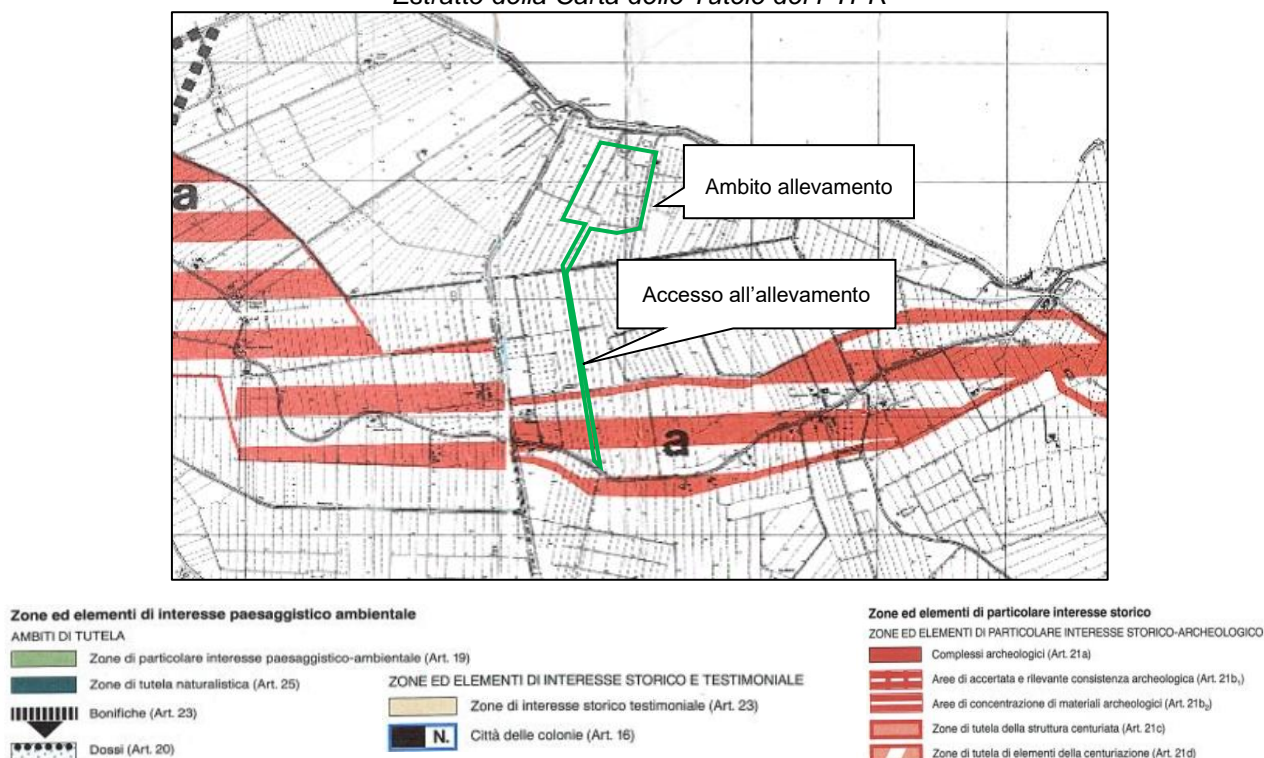 Estratto della Carta delle Tutele del PTPR
a
Ambito allevamento
Accesso all'allevamento
a
Zone ed elementi di interesse paesaggistico ambientale
AMBITI DI TUTELA
Zone di particolare interesse paesaggistico-ambientale (Art. 19)
Zone di tutela naturalistica (Art. 25)
Bonifiche (Art. 23)
Dossi (Art. 20)
ZONE ED ELEMENTI DI INTERESSE STORICO E TESTIMONIALE
Zone di interesse storico testimoniale (Art. 23)
N. Città delle colonie (Art. 16)
Zone ed elementi di particolare interesse storico
ZONE ED ELEMENTI DI PARTICOLARE INTERESSE STORICO-ARCHEOLOGICO
Complessi archeologici (Art. 21a)
Aree di accertata e rilevante consistenza archeologica (Art. 21b₁)
Aree di concentrazione di materiali archeologici (Art. 21b₂)
Zone di tutela della struttura centuriata (Art. 21c)
Zone di tutela di elementi della centuriazione (Art. 21d)